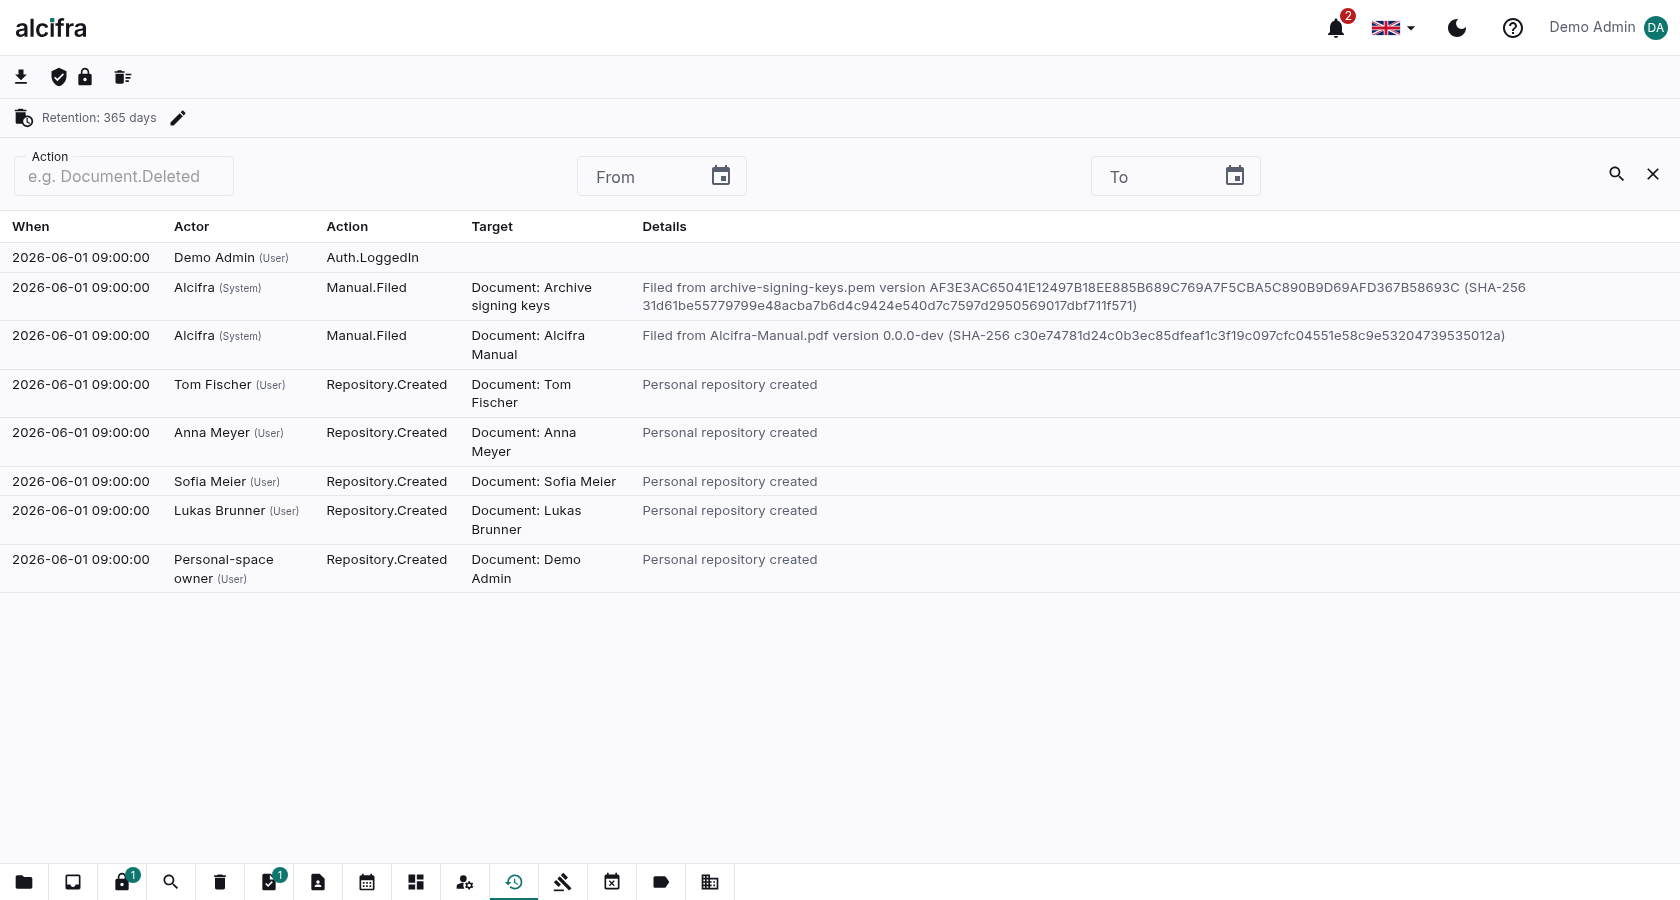 alcifra
2
Demo Admin DA
Retention: 365 days
Action
e.g. Document.Deleted
From
To
When Actor Action Target Details
2026-06-01 09:00:00 Demo Admin (User) Auth.LoggedIn
2026-06-01 09:00:00 Alcifra (System) Manual.Filed Document: Archive Filed from archive-signing-keys.pem version AF3E3AC65041E12497B18EE885B689C769A7F5CBA5C890B9D69AFD367B58693C (SHA-256
signing keys 31d61be55779799e48acba7b6d4c9424e540d7c7597d2950569017dbf711f571)
2026-06-01 09:00:00 Alcifra (System) Manual.Filed Document: Alcifra Filed from Alcifra-Manual.pdf version 0.0.0-dev (SHA-256 c30e74781d24c0b3ec85dfeaf1c3f19c097cfc04551e58c9e53204739535012a)
Manual
2026-06-01 09:00:00 Tom Fischer (User) Repository.Created Document: Tom Personal repository created
Fischer
2026-06-01 09:00:00 Anna Meyer (User) Repository.Created Document: Anna Personal repository created
Meyer
2026-06-01 09:00:00 Sofia Meier (User) Repository.Created Document: Sofia Meier Personal repository created
2026-06-01 09:00:00 Lukas Brunner (User) Repository.Created Document: Lukas Personal repository created
Brunner
2026-06-01 09:00:00 Personal-space Repository.Created Document: Demo Personal repository created
owner (User) Admin
1 1